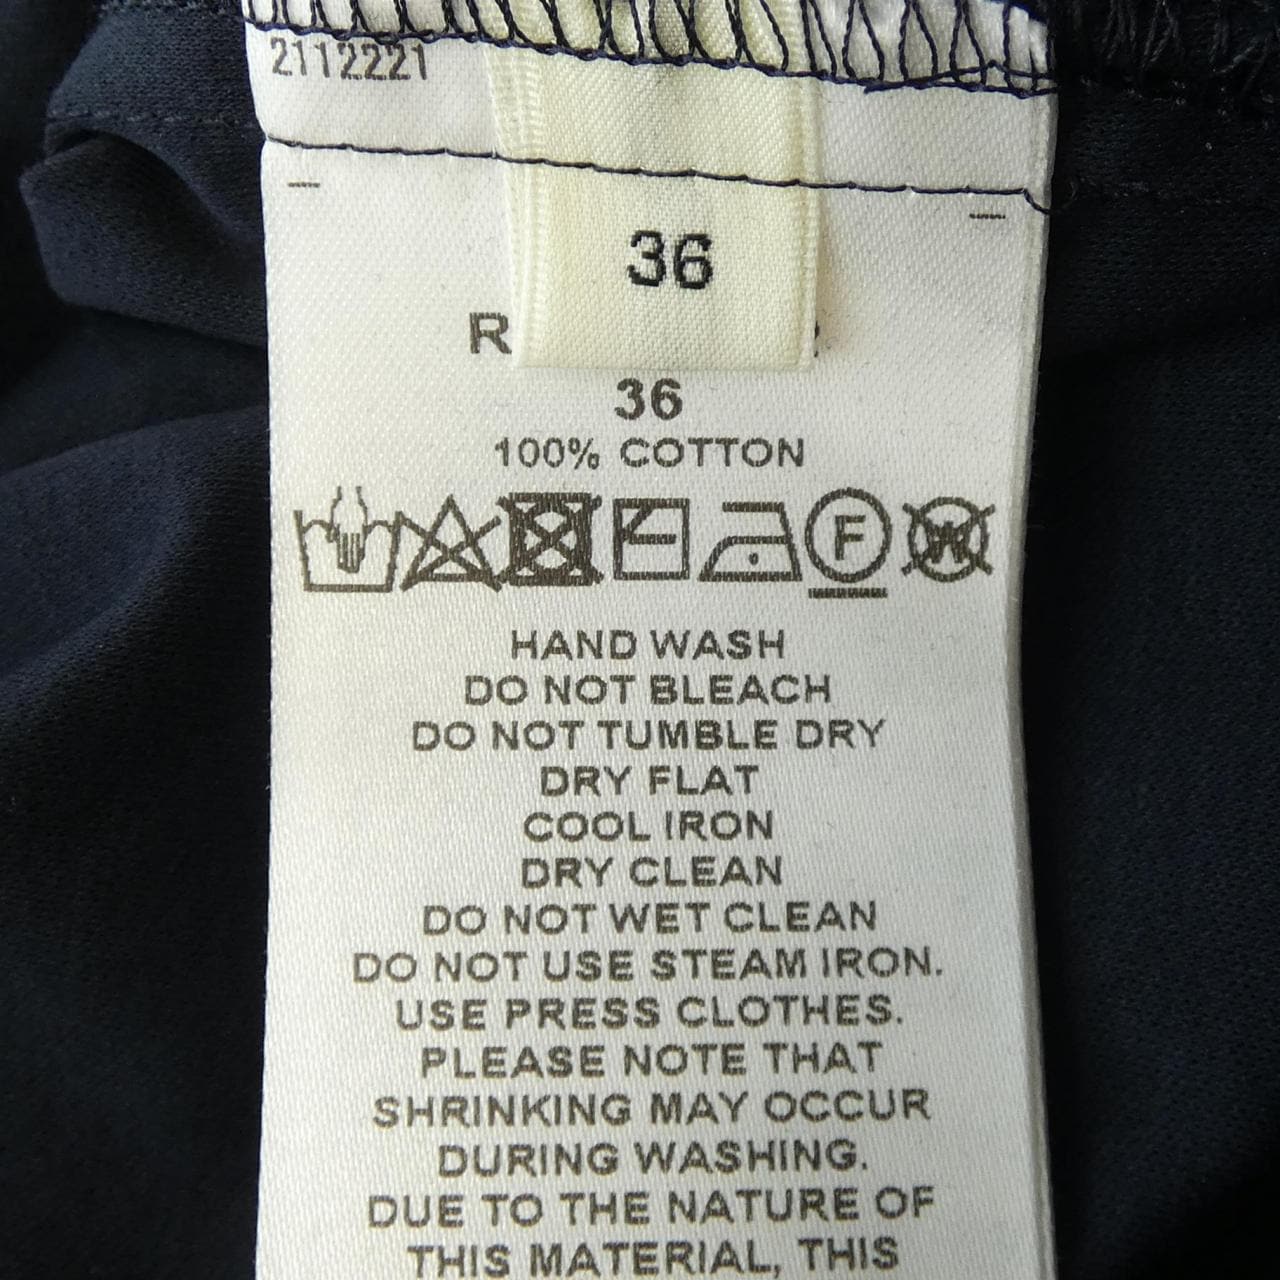 2112221
36
R
36
100% COTTON
F
W
HAND WASH
DO NOT BLEACH
DO NOT TUMBLE DRY
DRY FLAT
COOL IRON
DRY CLEAN
DO NOT WET CLEAN
DO NOT USE STEAM IRON.
USE PRESS CLOTHES.
PLEASE NOTE THAT
SHRINKING MAY OCCUR
DURING WASHING.
DUE TO THE NATURE OF
THIS MATERIAL, THIS